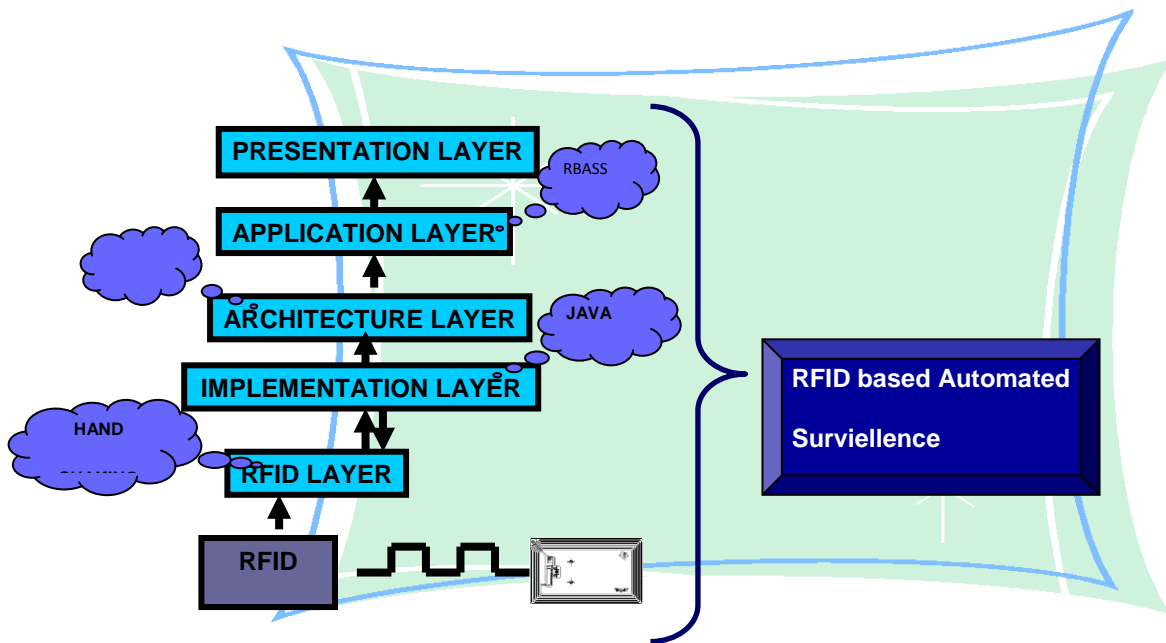 PRESENTATION LAYER
RBASS
APPLICATION LAYER
ARCHITECTURE LAYER
JAVA
IMPLEMENTATION LAYER
HAND
RFID LAYER
RFID
RFID based Automated
Surviellence